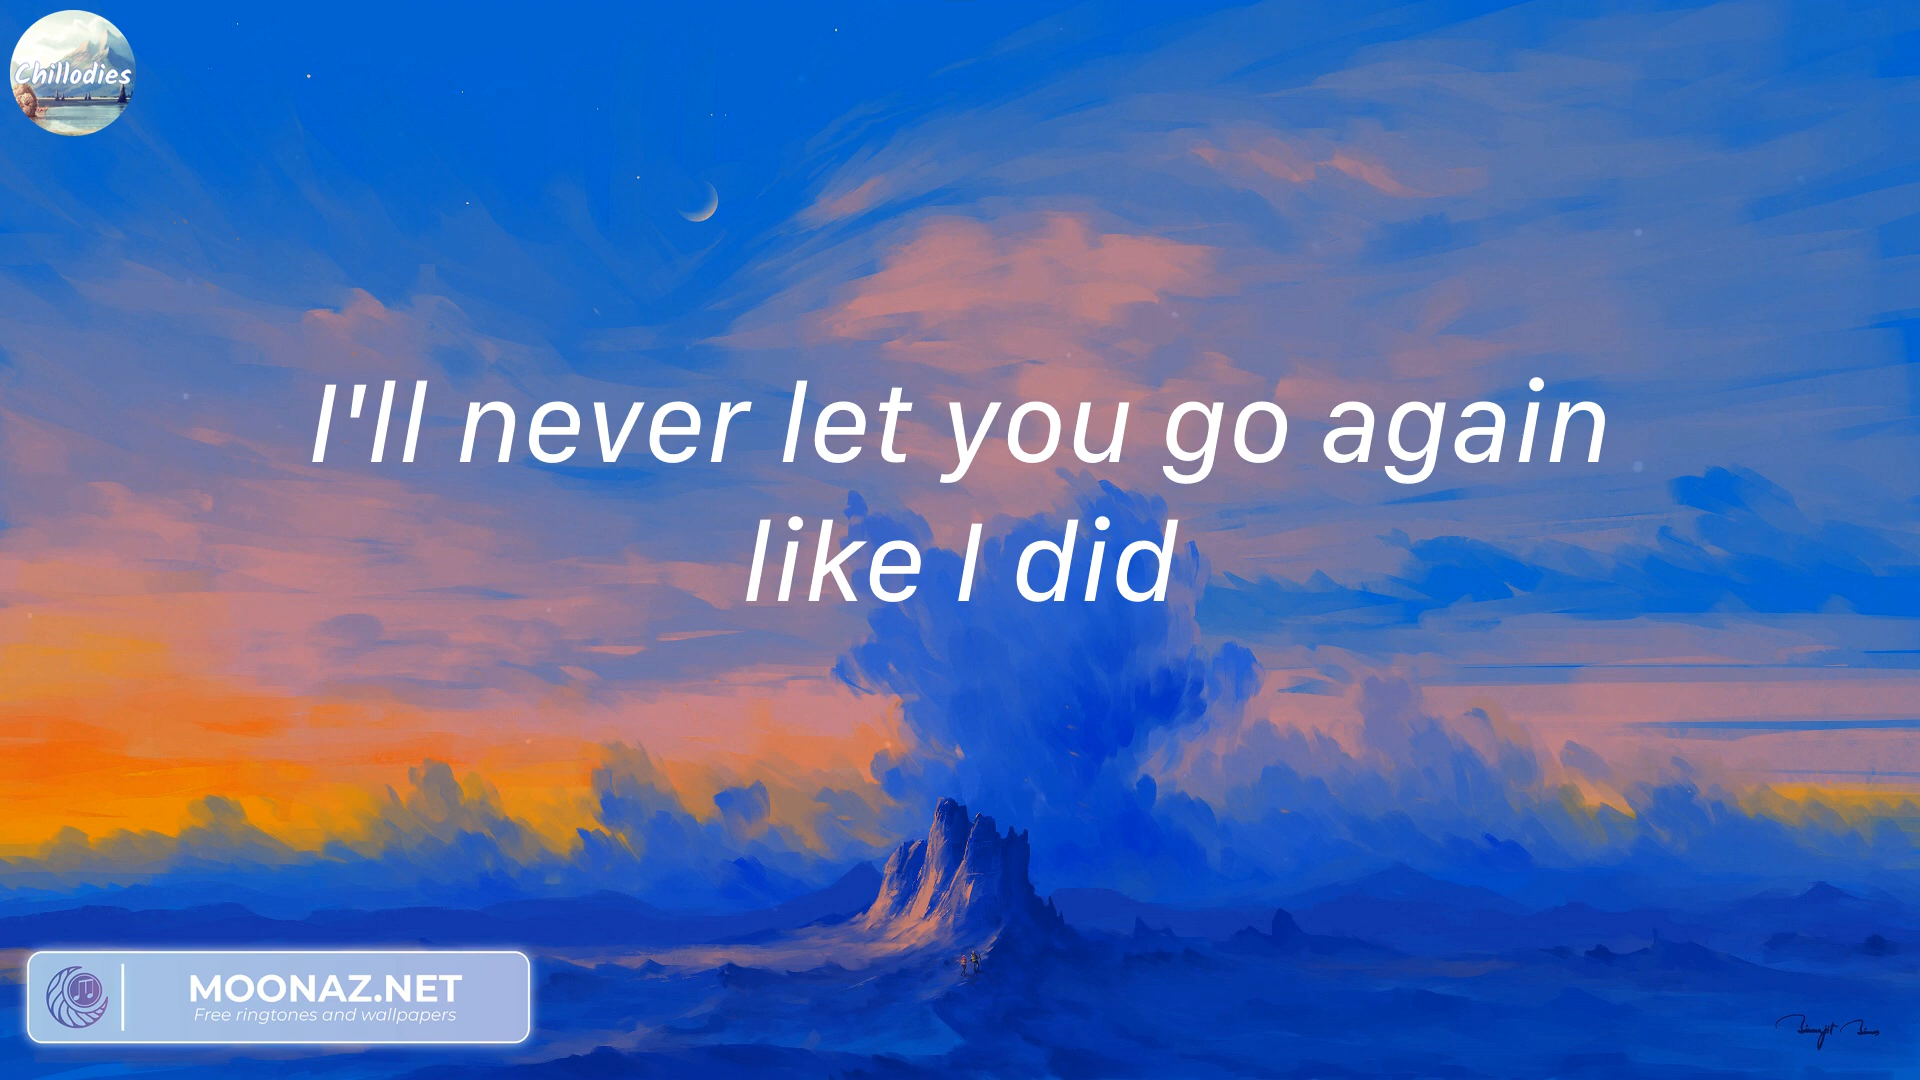 Chillodies
I'll never let you go again
like I did
MOONAZ.NET
Free ringtones and wallpapers